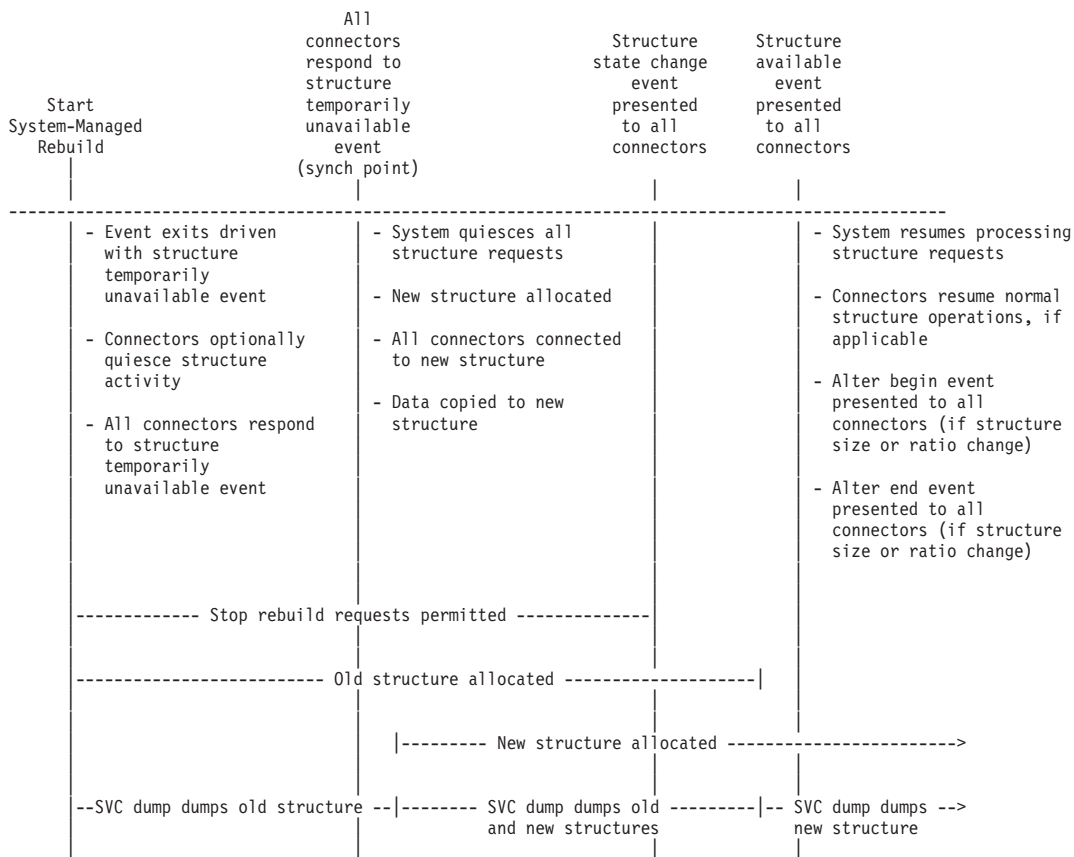 All
connectors Structure Structure
respond to state change available
structure event event
Start temporarily presented presented
System-Managed unavailable to all to all
Rebuild event connectors connectors
(synch point)
- Event exits driven - System quiesces all - System resumes processing
with structure structure requests structure requests
temporarily
unavailable event - New structure allocated - Connectors resume normal
structure operations, if
- Connectors optionally - All connectors connected applicable
quiesce structure to new structure
activity - Alter begin event
- Data copied to new presented to all
- All connectors respond structure connectors (if structure
to structure size or ratio change)
temporarily
unavailable event - Alter end event
presented to all
connectors (if structure
size or ratio change)
|------------- Stop rebuild requests permitted --------------|
|-------------------------- Old structure allocated --------------------|
|--------- New structure allocated ------------------------>
|--SVC dump dumps old structure --|-------- SVC dump dumps old ---------|-- SVC dump dumps -->
and new structures new structure